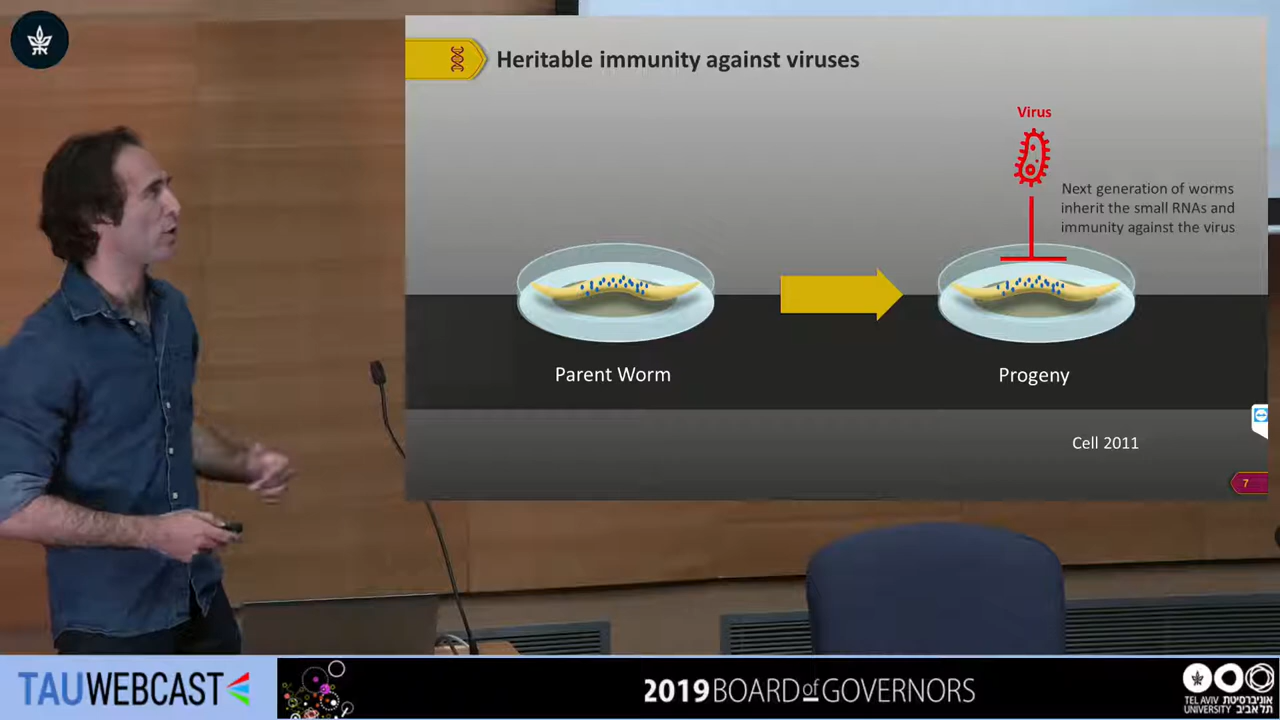 Heritable immunity against viruses
Virus
Next generation of worms
inherit the small RNAs and
immunity against the virus
Parent Worm
Progeny
Cell 2011
7
TAUWEBCAST
2019 BOARD of GOVERNORS
TEL AVIV אוניברסיטת
UNIVERSITY תל אביב